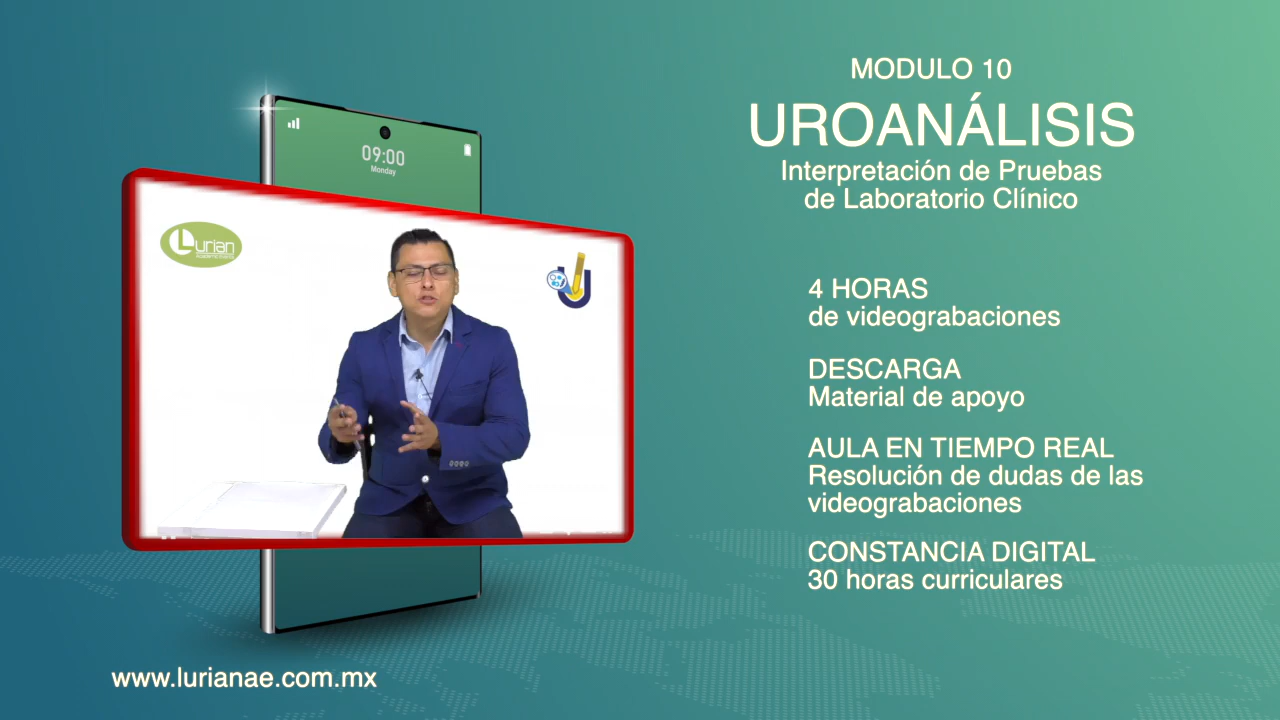 MODULO 10
UROANÁLISIS
Interpretación de Pruebas
de Laboratorio Clínico
09:00
Monday
Lurian
4 HORAS
de videograbaciones
DESCARGA
Material de apoyo
AULA EN TIEMPO REAL
Resolución de dudas de las
videograbaciones
CONSTANCIA DIGITAL
30 horas curriculares
www.lurianae.com.mx